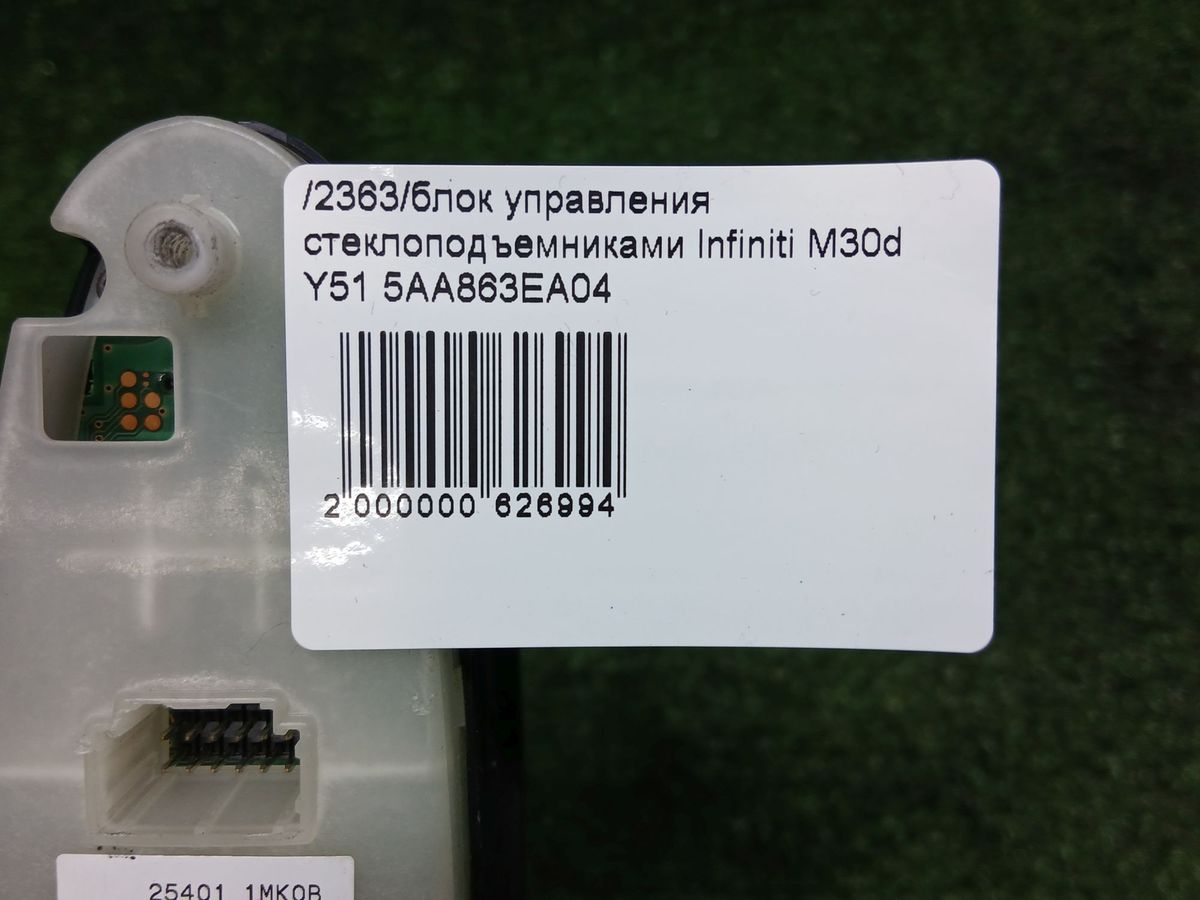 /2363/блок управления
стеклоподъемниками Infiniti M30d
Y51 5AA863EA04
2 000000 626994
25401 1MK0B